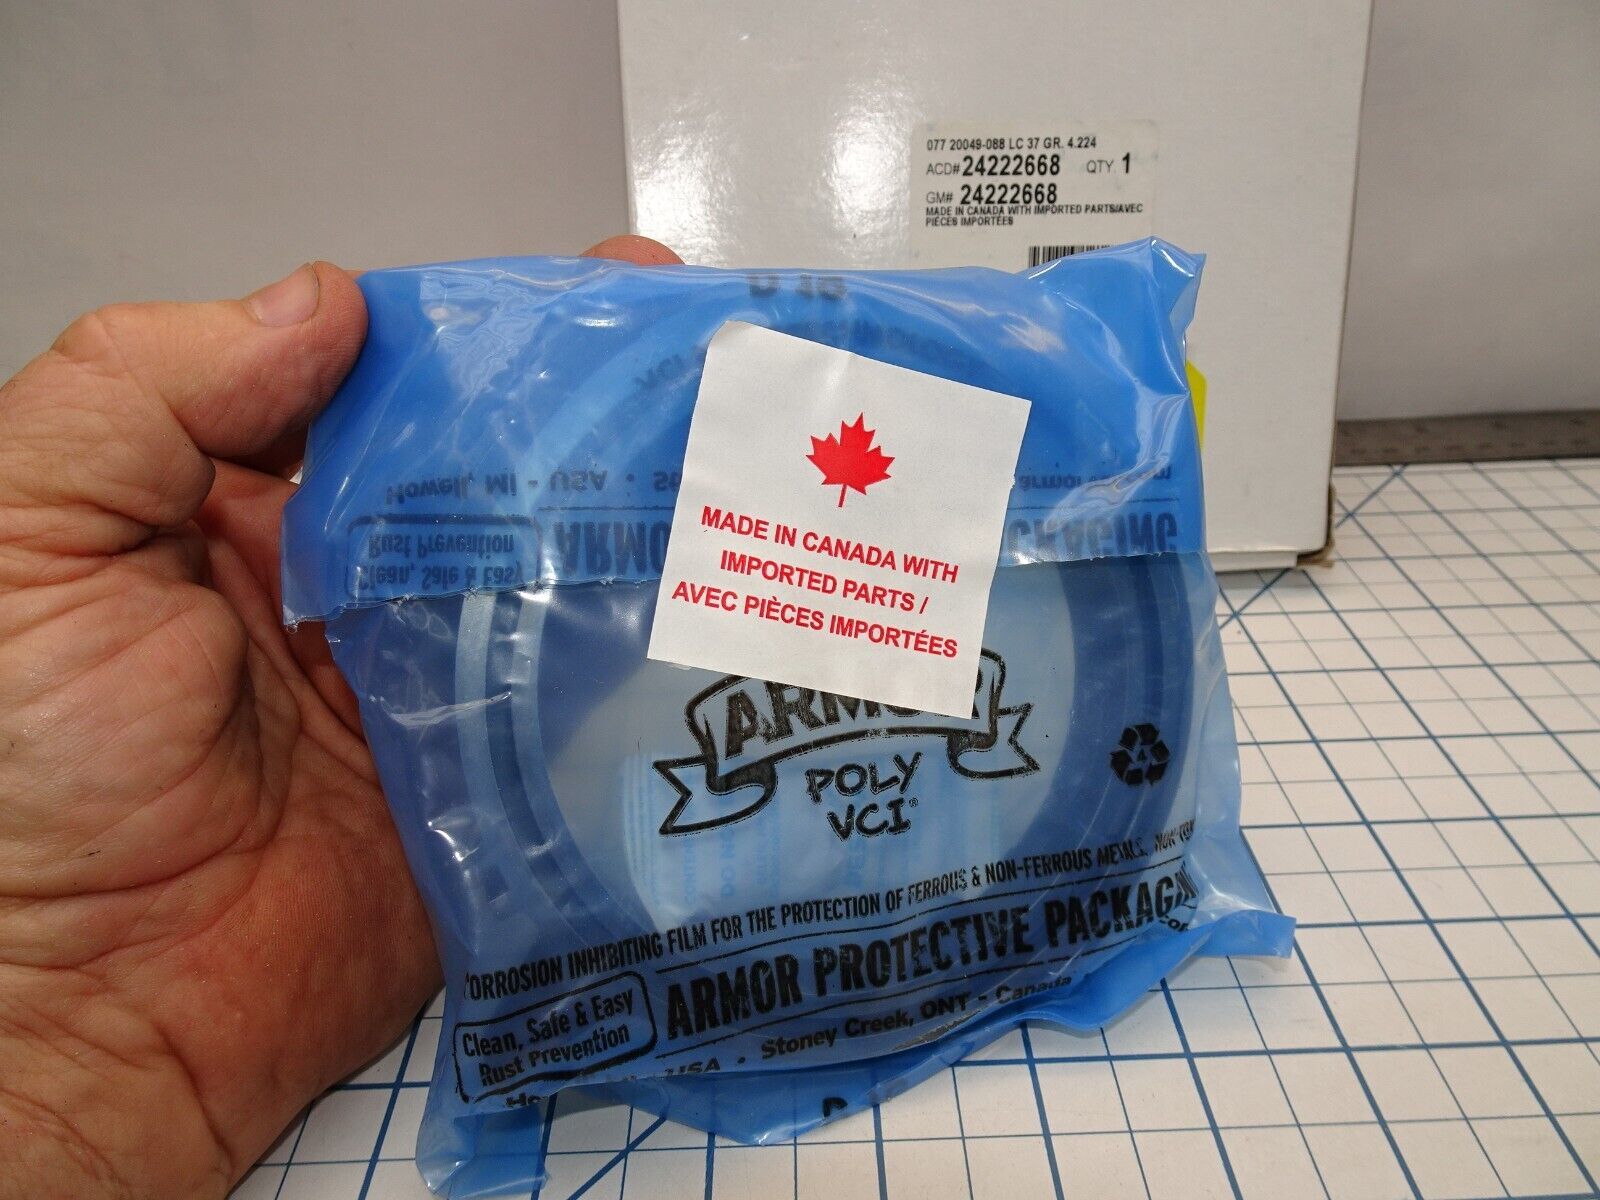 077 20049-088 LC 37 GR. 4.224
ACD# 24222668 QTY 1
GM# 24222668
MADE IN CANADA WITH IMPORTED PARTS/AVEC
PIÈCES IMPORTÉES
Howell, MI - USA
Rust Prevention
Clean, Safe & Easy
MADE IN CANADA WITH
IMPORTED PARTS /
AVEC PIÈCES IMPORTÉES
ARMOR
POLY
VCI®
4
CORROSION INHIBITING FILM FOR THE PROTECTION OF FERROUS & NON-FERROUS METALS.
ARMOR PROTECTIVE PACKAGING
Clean, Safe & Easy
Rust Prevention
USA • Stoney Creek, ONT - Canada